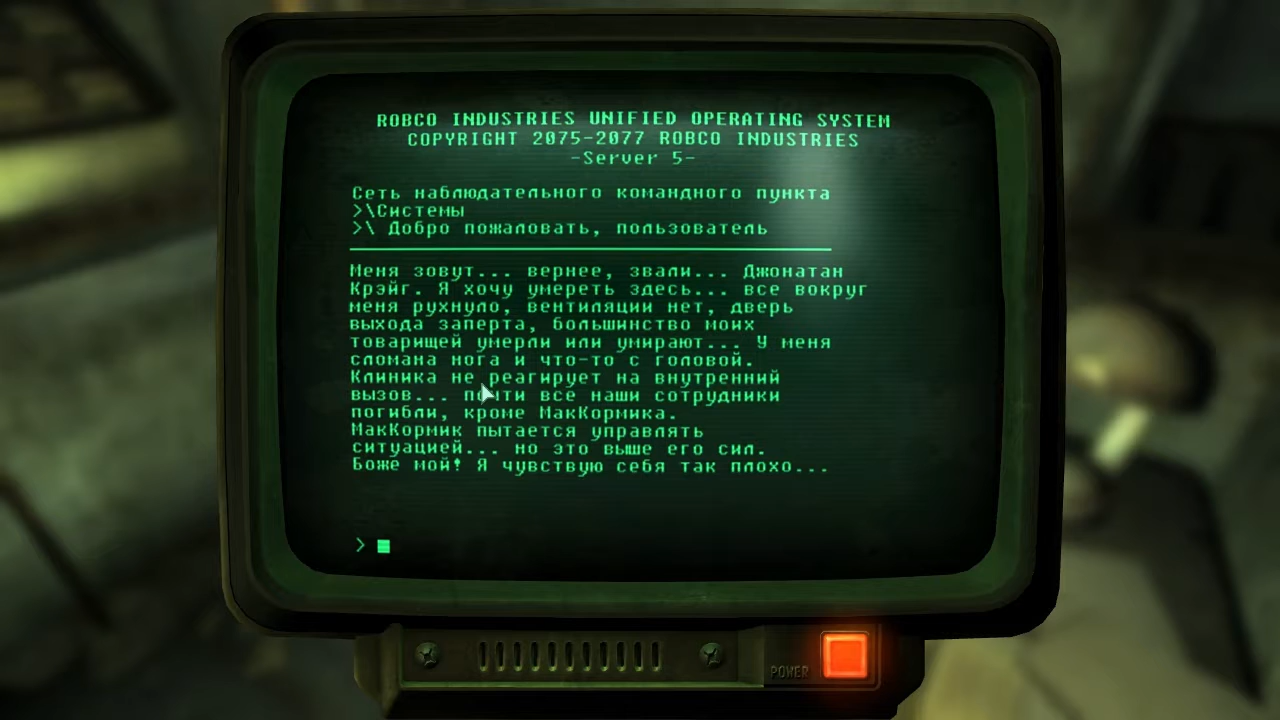 ROBCO INDUSTRIES UNIFIED OPERATING SYSTEM
COPYRIGHT 2075-2077 ROBCO INDUSTRIES
-Server 5-
Сеть наблюдательного командного пункта
>\Системы
>\ Добро пожаловать, пользователь
Меня зовут... вернее, звали... Джонатан
Крэйг. Я хочу умереть здесь... все вокруг
меня рухнуло, вентиляции нет, дверь
выхода заперта, большинство моих
товарищей умерли или умирают... У меня
сломана нога и что-то с головой.
Клиника не реагирует на внутренний
вызов... почти все наши сотрудники
погибли, кроме МакКормика.
МакКормик пытается управлять
ситуацией... но это выше его сил.
Боже мой! Я чувствую себя так плохо...
>
POWER